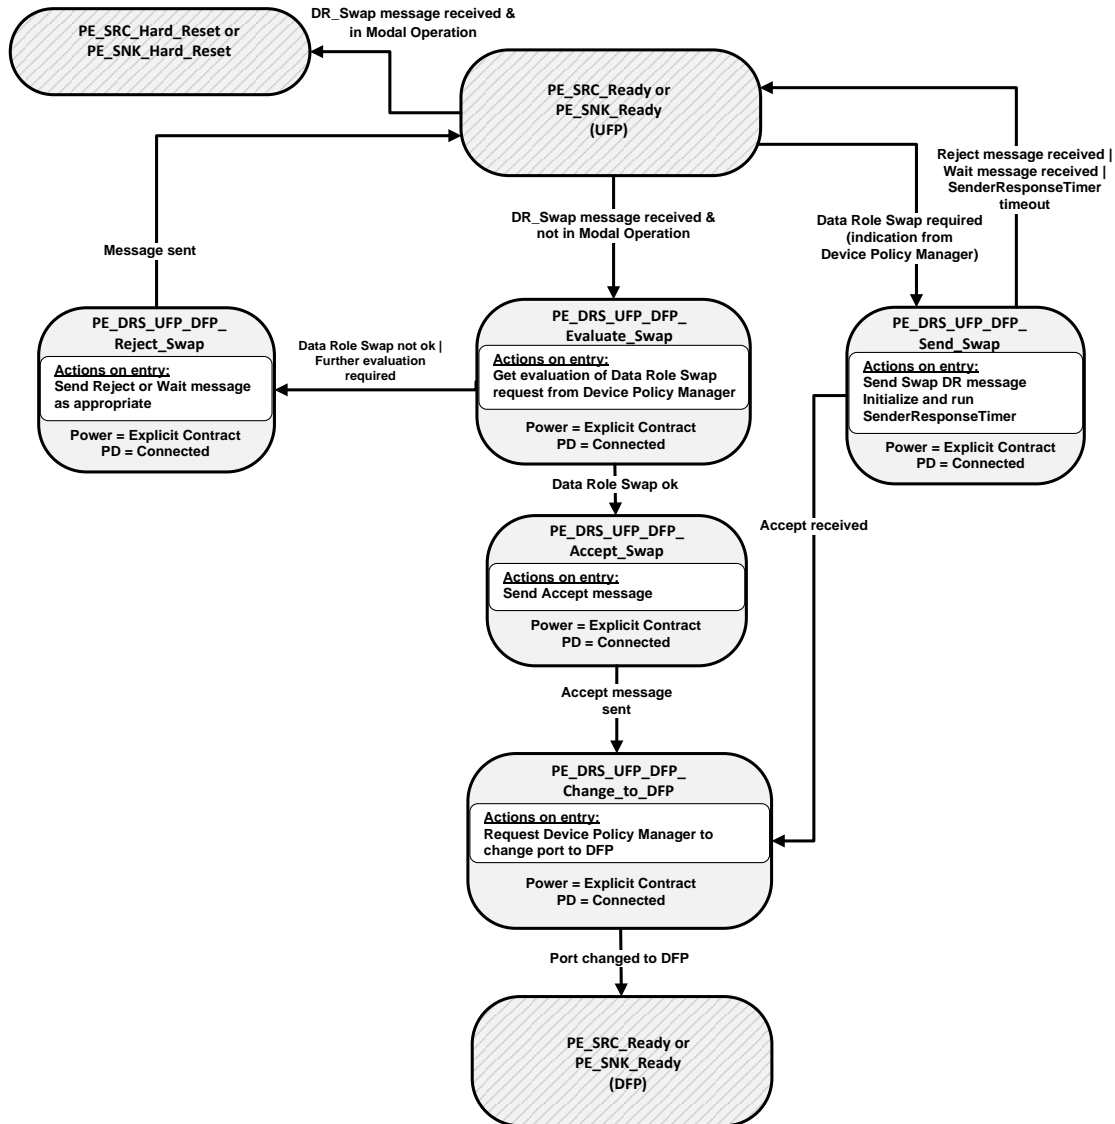 DR_Swap message received &
in Modal Operation
PE_SRC_Hard_Reset or
PE_SNK_Hard_Reset
PE_SRC_Ready or
PE_SNK_Ready
(UFP)
Reject message received |
Wait message received |
SenderResponseTimer
timeout
DR_Swap message received &
not in Modal Operation
Data Role Swap required
(indication from
Device Policy Manager)
Message sent
PE_DRS_UFP_DFP_
Reject_Swap
Actions on entry:
Send Reject or Wait message
as appropriate
Power = Explicit Contract
PD = Connected
Data Role Swap not ok |
Further evaluation
required
PE_DRS_UFP_DFP_
Evaluate_Swap
Actions on entry:
Get evaluation of Data Role Swap
request from Device Policy Manager
Power = Explicit Contract
PD = Connected
PE_DRS_UFP_DFP_
Send_Swap
Actions on entry:
Send Swap DR message
Initialize and run
SenderResponseTimer
Power = Explicit Contract
PD = Connected
Data Role Swap ok
Accept received
PE_DRS_UFP_DFP_
Accept_Swap
Actions on entry:
Send Accept message
Power = Explicit Contract
PD = Connected
Accept message
sent
PE_DRS_UFP_DFP_
Change_to_DFP
Actions on entry:
Request Device Policy Manager to
change port to DFP
Power = Explicit Contract
PD = Connected
Port changed to DFP
PE_SRC_Ready or
PE_SNK_Ready
(DFP)